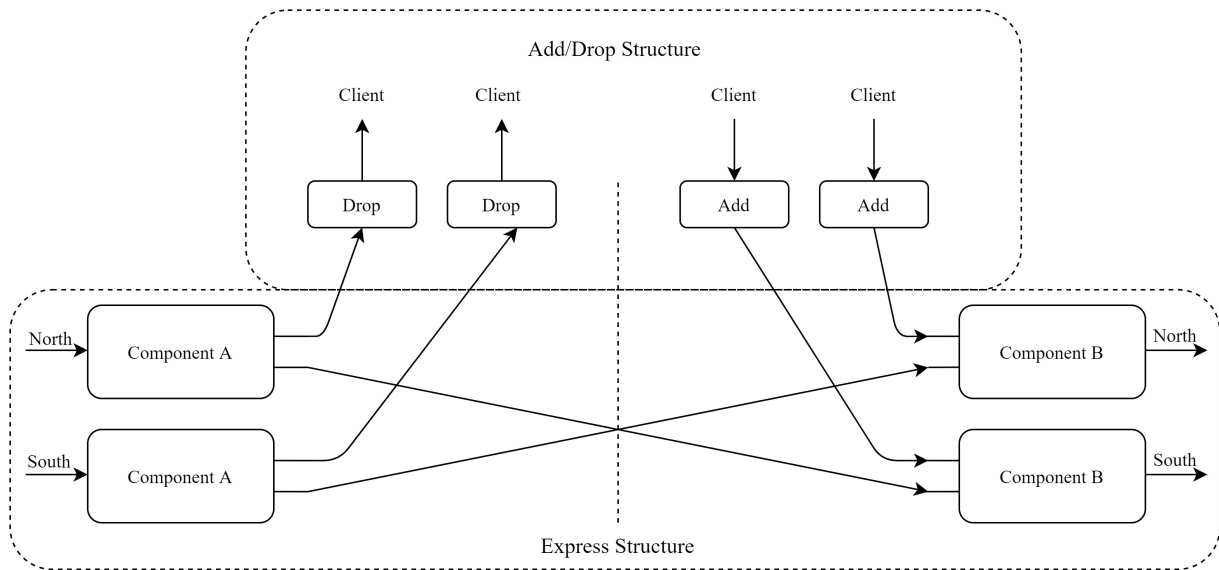 Add/Drop Structure
Client
Client
Client
Client
Drop
Drop
Add
Add
North
Component A
Component B
North
South
Component A
Component B
South
Express Structure